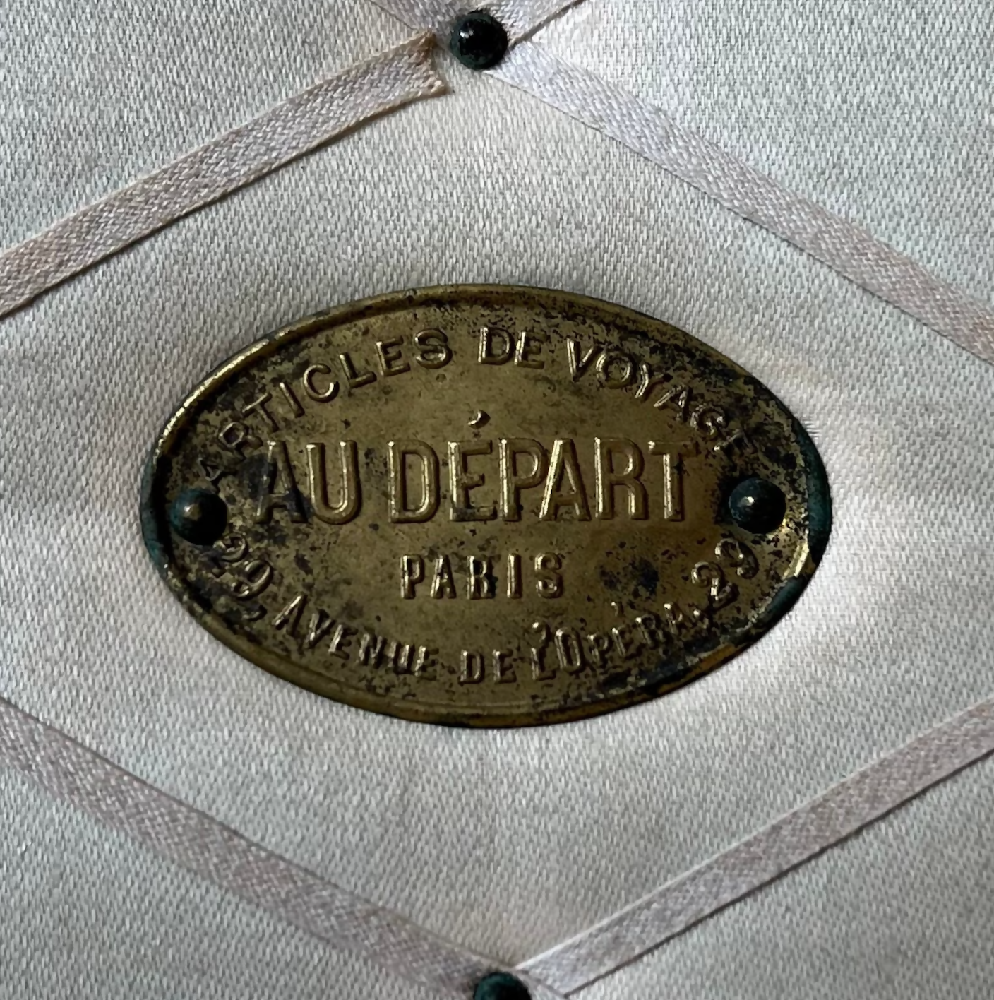 ARTICLES DE VOYAGE
AU DÉPART
PARIS
29, AVENUE DE L'OPÉRA, 29